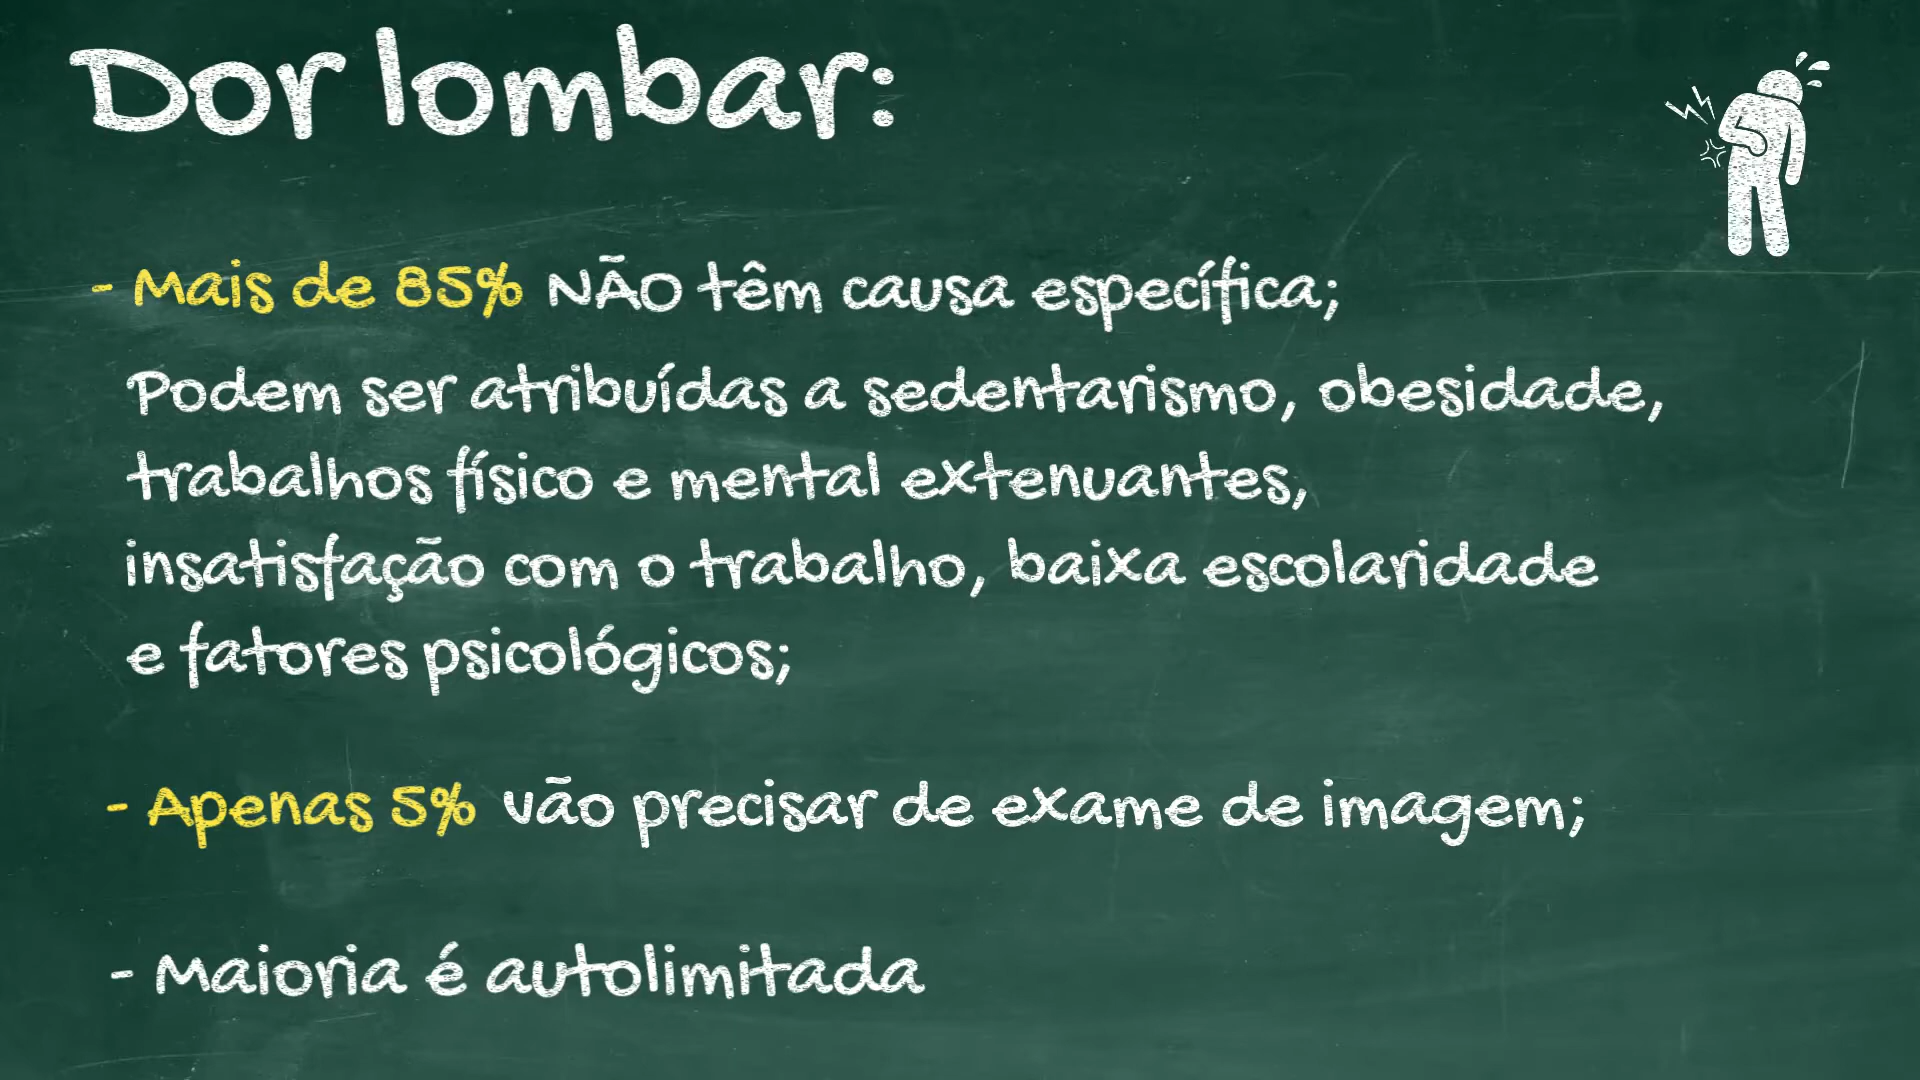 Dor lombar:
- Mais de 85% NÃO têm causa específica;
Podem ser atribuídas a sedentarismo, obesidade,
trabalhos físico e mental extenuantes,
insatisfação com o trabalho, baixa escolaridade
e fatores psicológicos;
- Apenas 5% vão precisar de exame de imagem;
- Maioria é autolimitada